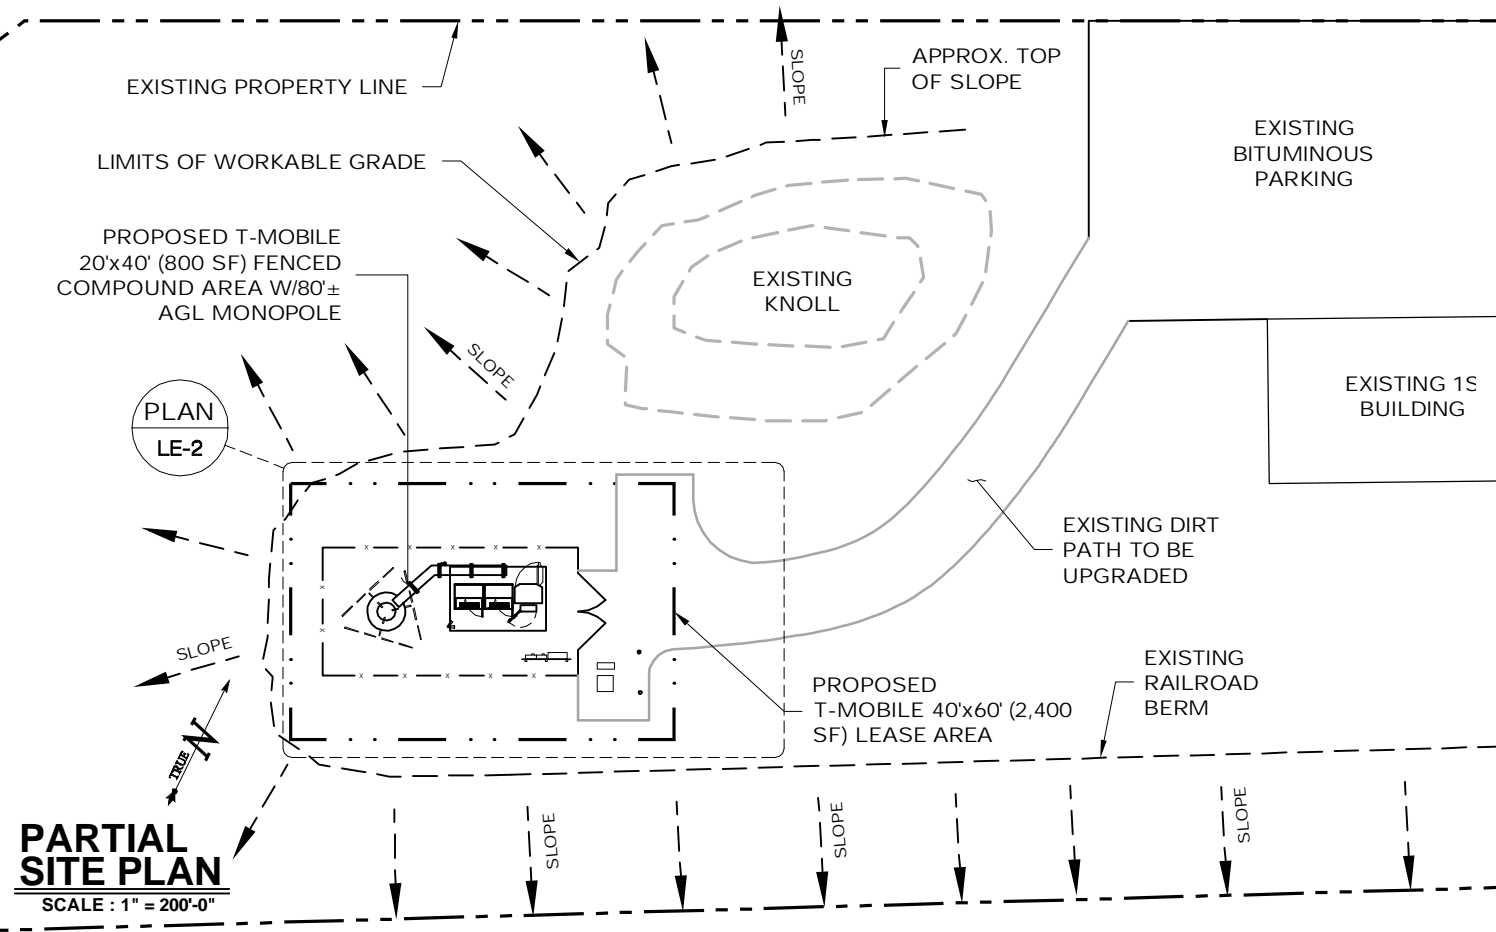 EXISTING PROPERTY LINE
SLOPE
APPROX. TOP
OF SLOPE
EXISTING
BITUMINOUS
PARKING
LIMITS OF WORKABLE GRADE
PROPOSED T-MOBILE
20'x40' (800 SF) FENCED
COMPOUND AREA W/80'±
AGL MONOPOLE
EXISTING
KNOLL
SLOPE
EXISTING 1S
BUILDING
PLAN
LE-2
EXISTING DIRT
PATH TO BE
UPGRADED
SLOPE
EXISTING
RAILROAD
BERM
PROPOSED
T-MOBILE 40'x60' (2,400
SF) LEASE AREA
TRUE
N
SLOPE
SLOPE
SLOPE
PARTIAL
SITE PLAN
SCALE : 1" = 200'-0"